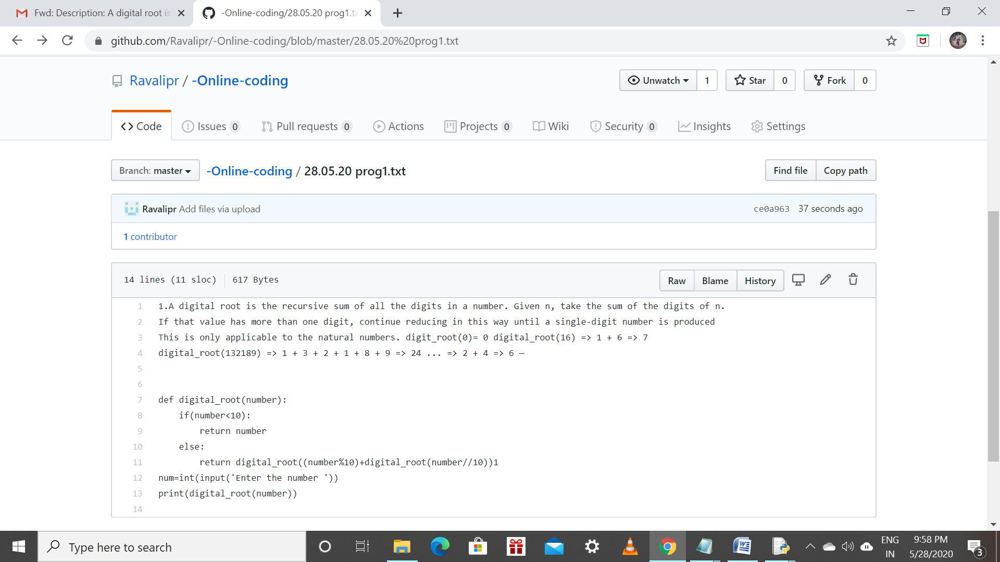 Fwd: Description: A digital root is
-Online-coding/28.05.20 prog1.t
github.com/Ravalipr/-Online-coding/blob/master/28.05.20%20prog1.txt
Ravalipr / -Online-coding
Unwatch 1 Star 0 Fork 0
Code Issues 0 Pull requests 0 Actions Projects 0 Wiki Security 0 Insights Settings
Branch: master -Online-coding / 28.05.20 prog1.txt Find file Copy path
Ravalipr Add files via upload ce0a963 37 seconds ago
1 contributor
14 lines (11 sloc) 617 Bytes Raw Blame History
1 1.A digital root is the recursive sum of all the digits in a number. Given n, take the sum of the digits of n.
2 If that value has more than one digit, continue reducing in this way until a single-digit number is produced
3 This is only applicable to the natural numbers. digit_root(0)= 0 digital_root(16) => 1 + 6 => 7
4 digital_root(132189) => 1 + 3 + 2 + 1 + 8 + 9 => 24 ... => 2 + 4 => 6 —
5
6
7 def digital_root(number):
8     if(number<10):
9         return number
10     else:
11         return digital_root((number%10)+digital_root(number//10))1
12 num=int(input('Enter the number '))
13 print(digital_root(number))
14
Type here to search
ENG
IN
9:58 PM
5/28/2020
3